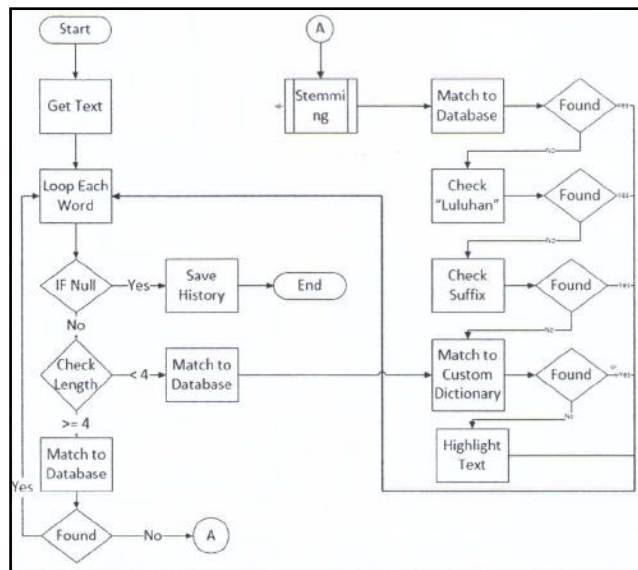 Start
Get Text
Loop Each
Word
IF Null
Yes
Save
History
End
No
Check
Length
< 4
Match to
Database
>= 4
Match to
Database
Yes
Found
No
A
A
Stemmi
ng
Match to
Database
Found
Yes
No
Check
"Luluhan"
Found
Yes
No
Check
Suffix
Found
Yes
No
Match to
Custom
Dictionary
Found
Yes
No
Highlight
Text